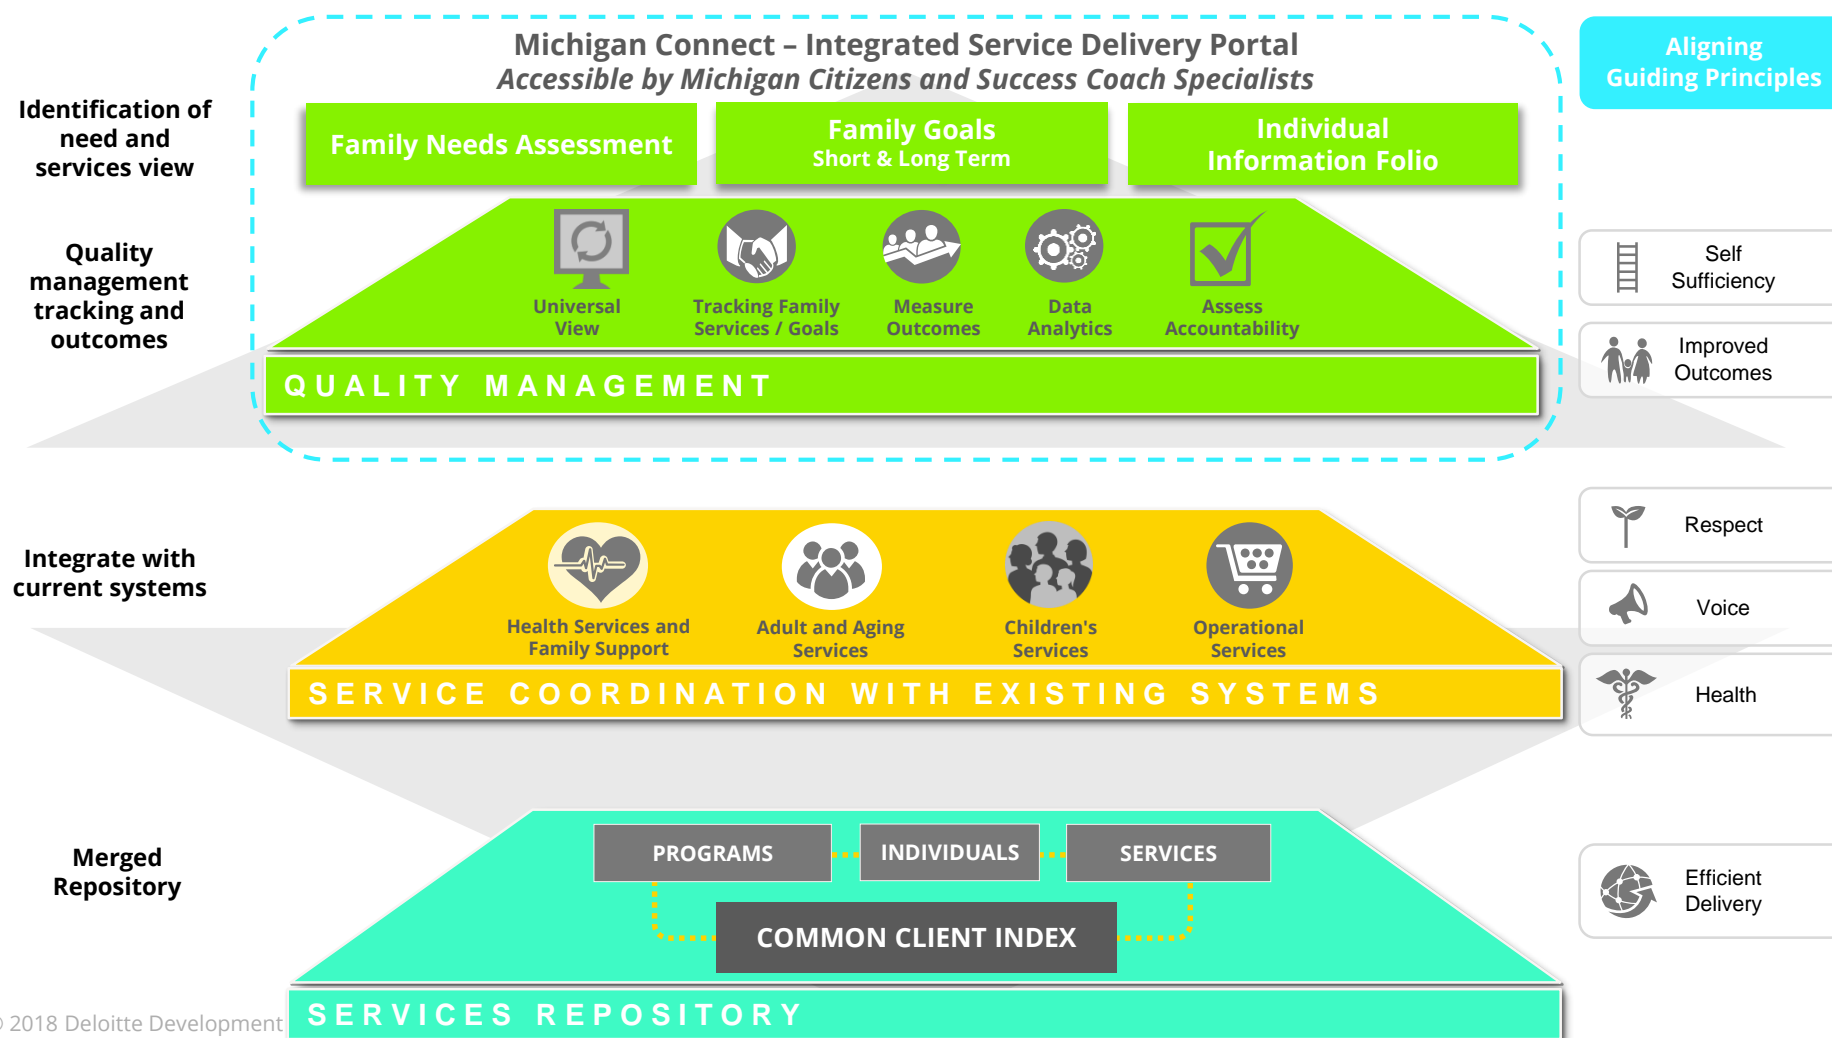 Michigan Connect – Integrated Service Delivery Portal
Accessible by Michigan Citizens and Success Coach Specialists
Aligning
Guiding Principles
Identification of
need and
services view
Family Needs Assessment
Family Goals
Short & Long Term
Individual
Information Folio
Quality
management
tracking and
outcomes
Universal
View
Tracking Family
Services / Goals
Measure
Outcomes
Data
Analytics
Assess
Accountability
QUALITY MANAGEMENT
Self
Sufficiency
Improved
Outcomes
Integrate with
current systems
Health Services and
Family Support
Adult and Aging
Services
Children's
Services
Operational
Services
SERVICE COORDINATION WITH EXISTING SYSTEMS
Respect
Voice
Health
Merged
Repository
PROGRAMS
INDIVIDUALS
SERVICES
COMMON CLIENT INDEX
SERVICES REPOSITORY
Efficient
Delivery
© 2018 Deloitte Development